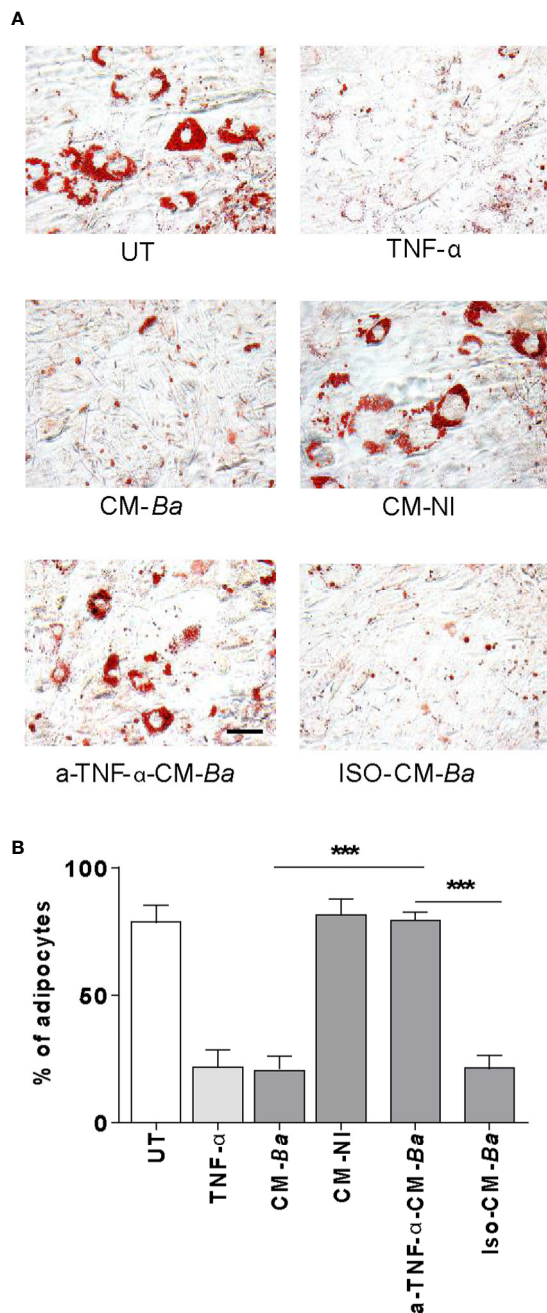 A
UT
TNF-α
CM-Ba
CM-NI
a-TNF-α-CM-Ba
ISO-CM-Ba
B
***
***
100
50
0
% of adipocytes
UT
TNF-α
CM-Ba
CM-NI
a-TNF-α-CM-Ba
Iso-CM-Ba